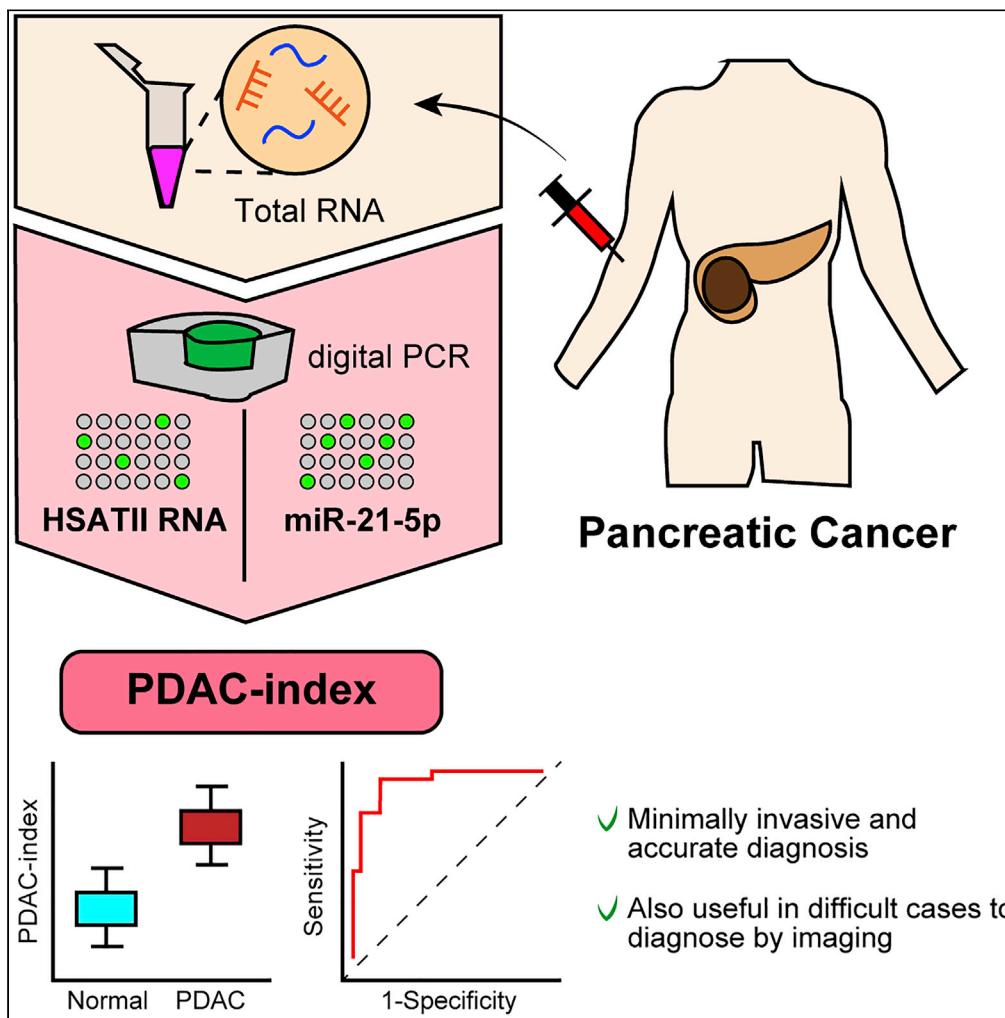 Total RNA
digital PCR
HSATII RNA
miR-21-5p
Pancreatic Cancer
PDAC-index
PDAC-index
Normal
PDAC
Sensitivity
1-Specificity
Minimally invasive and
accurate diagnosis
Also useful in difficult cases to
diagnose by imaging